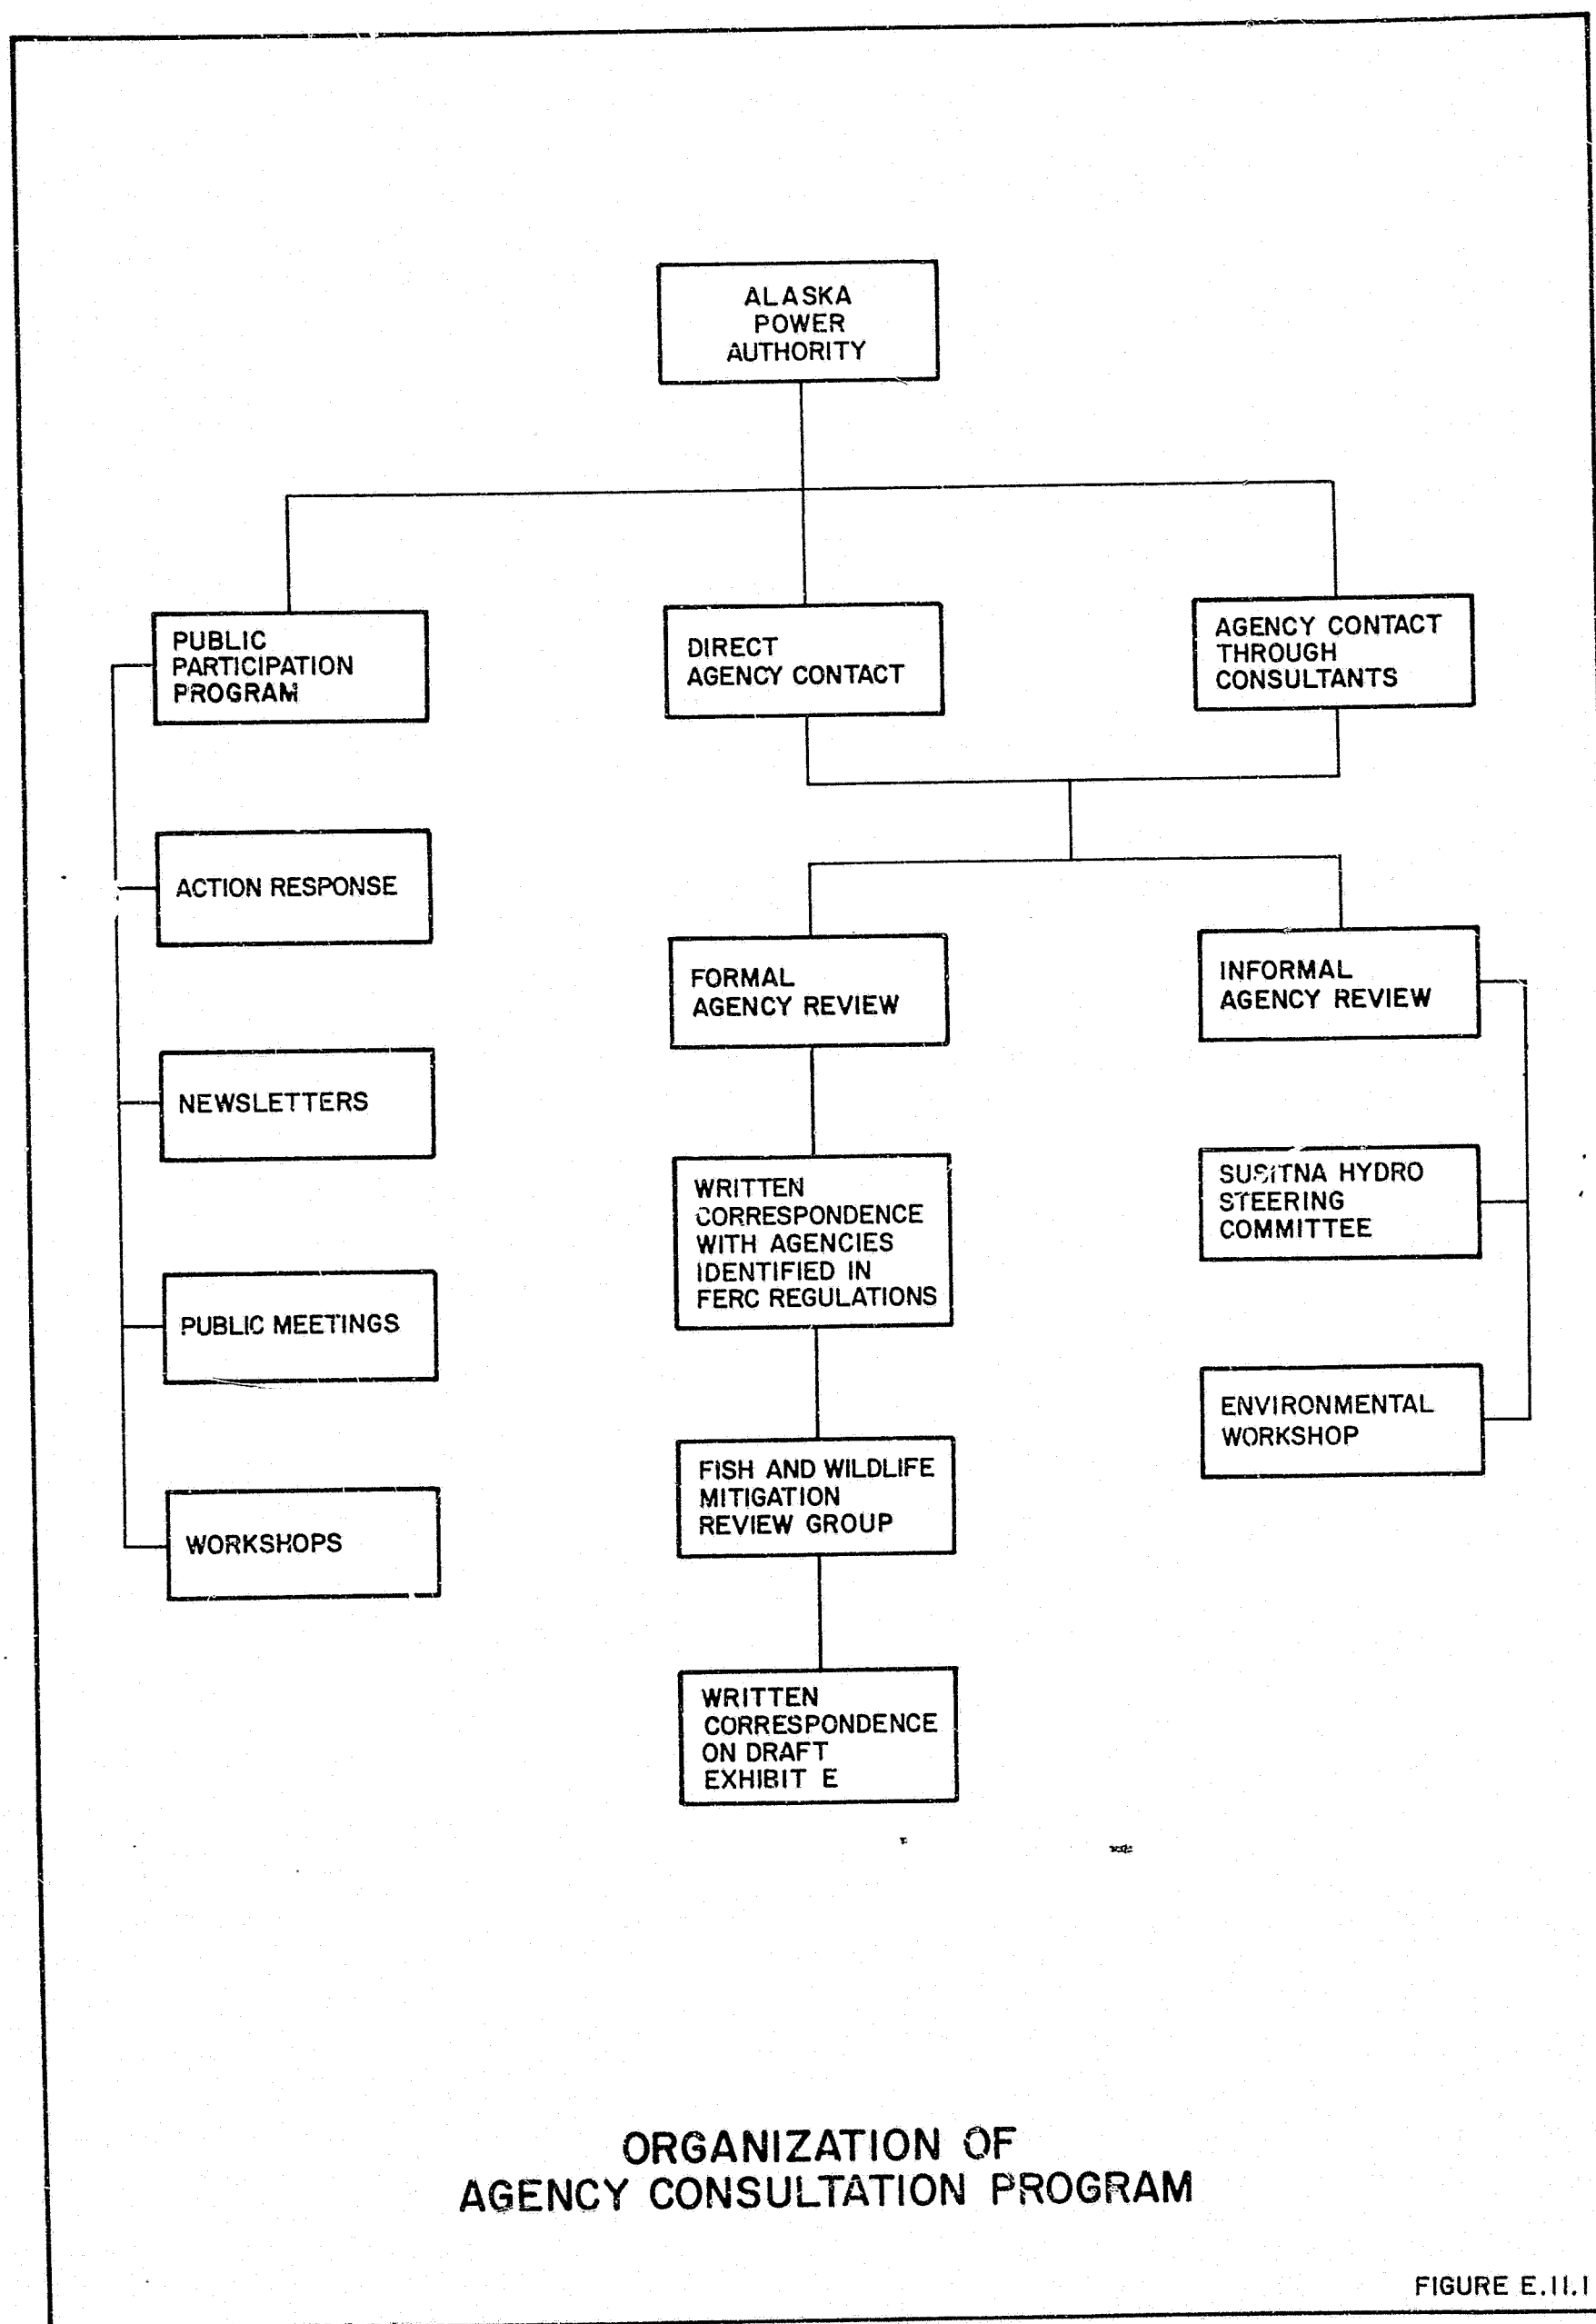 ALASKA
POWER
AUTHORITY
PUBLIC
PARTICIPATION
PROGRAM
DIRECT
AGENCY CONTACT
AGENCY CONTACT
THROUGH
CONSULTANTS
ACTION RESPONSE
NEWSLETTERS
PUBLIC MEETINGS
WORKSHOPS
FORMAL
AGENCY REVIEW
WRITTEN
CORRESPONDENCE
WITH AGENCIES
IDENTIFIED IN
FERC REGULATIONS
FISH AND WILDLIFE
MITIGATION
REVIEW GROUP
WRITTEN
CORRESPONDENCE
ON DRAFT
EXHIBIT E
INFORMAL
AGENCY REVIEW
SUSITNA HYDRO
STEERING
COMMITTEE
ENVIRONMENTAL
WORKSHOP
ORGANIZATION OF
AGENCY CONSULTATION PROGRAM
FIGURE E.11.1